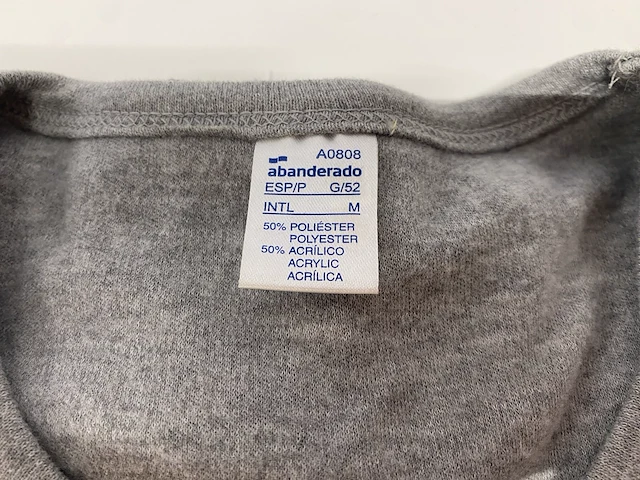 A0808
abanderado
ESP/P G/52
INTL M
50% POLIÉSTER
POLYESTER
50% ACRÍLICO
ACRYLIC
ACRÍLICA